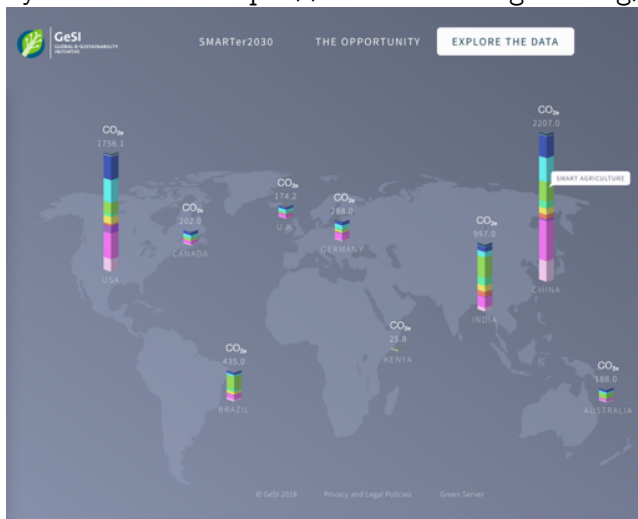 GeSI
GLOBAL e-SUSTAINABILITY
INITIATIVE
SMARTer2030
THE OPPORTUNITY
EXPLORE THE DATA
CO₂e
1756.1
USA
CO₂e
202.0
CANADA
CO₂e
174.2
U.K
CO₂e
288.0
GERMANY
CO₂e
997.0
INDIA
CO₂e
2207.0
SMART AGRICULTURE
CHINA
CO₂e
435.0
BRAZIL
CO₂e
25.8
KENYA
CO₂e
188.0
AUSTRALIA
© GeSI 2018
Privacy and Legal Policies
Green Server